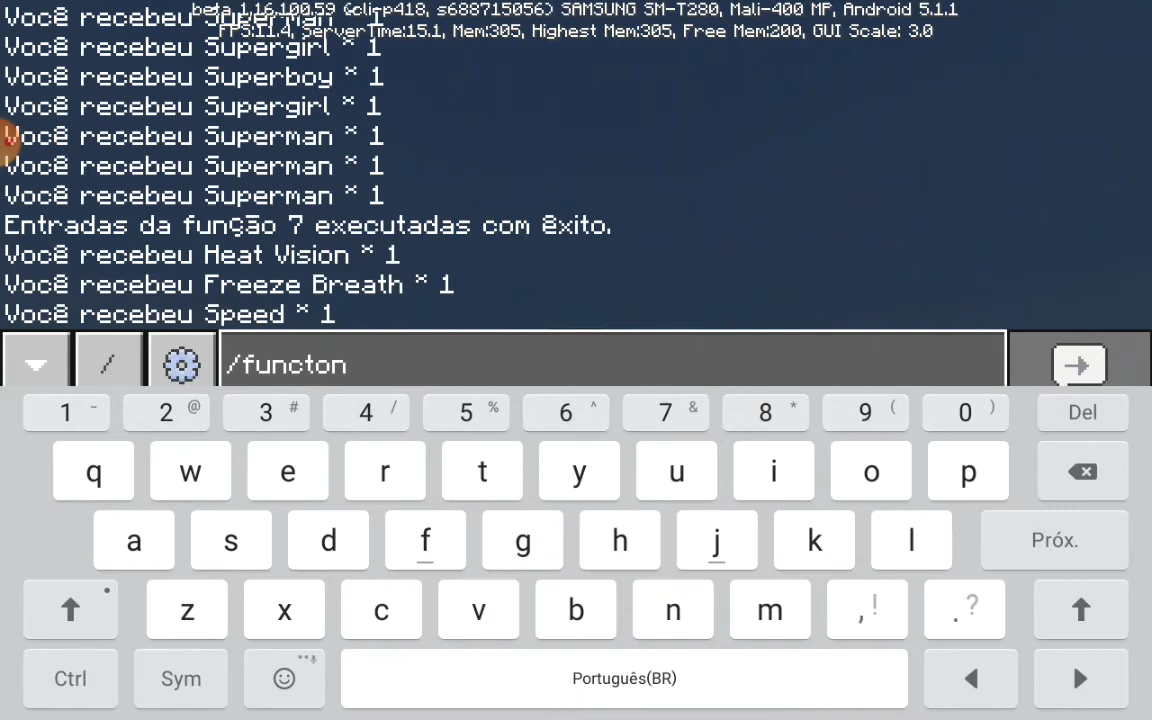 beta 1.16.100.59 (cli-p418, s688715056) SAMSUNG SM-T280, Mali-400 MP, Android 5.1.1
Você recebeu Superman * 1
FPS:11.4, ServerTime:15.1, Mem:305, Highest Mem:305, Free Mem:200, GUI Scale: 3.0
Você recebeu Supergirl * 1
Você recebeu Superboy * 1
Você recebeu Supergirl * 1
Você recebeu Superman * 1
Você recebeu Superman * 1
Você recebeu Superman * 1
Entradas da função 7 executadas com êxito.
Você recebeu Heat Vision * 1
Você recebeu Freeze Breath * 1
Você recebeu Speed * 1
/ /functon
1 - 2 @ 3 # 4 / 5 % 6 ^ 7 & 8 * 9 ( 0 ) Del
q w e r t y u i o p
a s d f g h j k l Próx.
z x c v b n m , ! . ?
Ctrl Sym Português(BR)